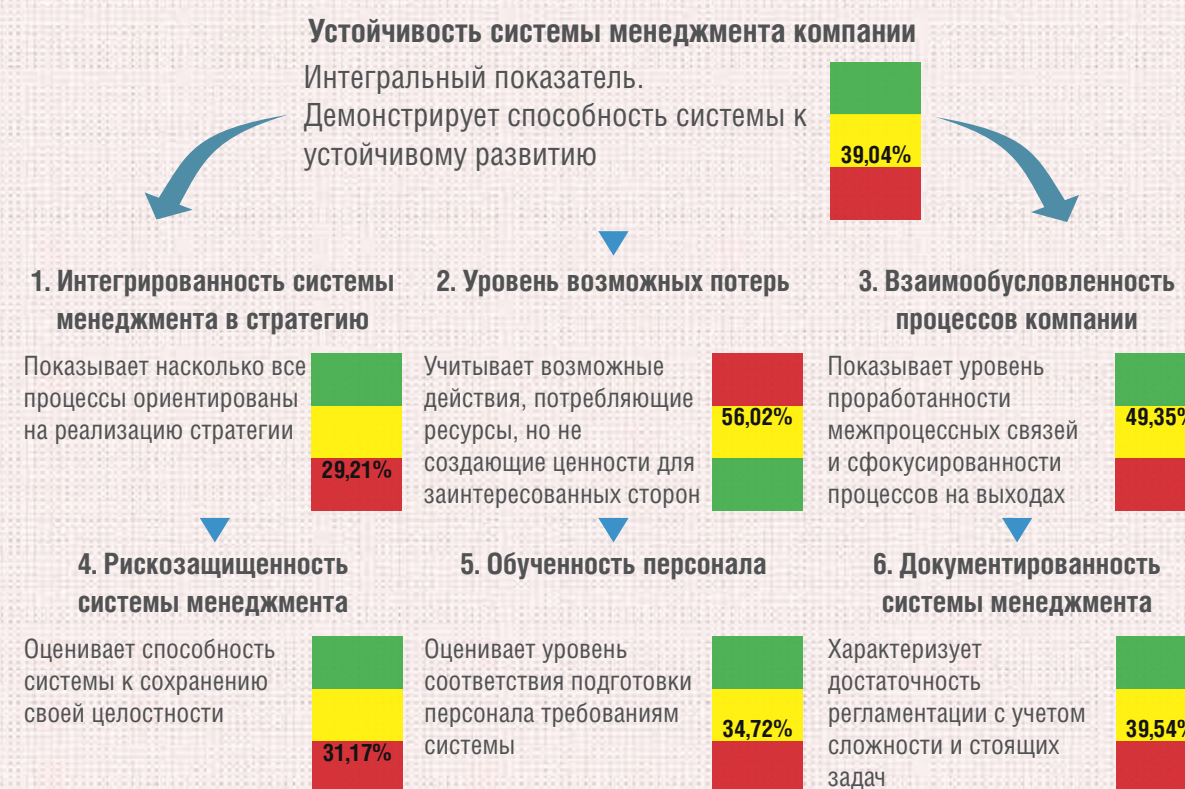 Устойчивость системы менеджмента компании
Интегральный показатель.
Демонстрирует способность системы к
устойчивому развитию
39,04%
1. Интегрированность системы
менеджмента в стратегию
Показывает насколько все
процессы ориентированы
на реализацию стратегии
29,21%
2. Уровень возможных потерь
Учитывает возможные
действия, потребляющие
ресурсы, но не
создающие ценности для
заинтересованных сторон
56,02%
3. Взаимообусловленность
процессов компании
Показывает уровень
проработанности
межпроцессных связей
и сфокусированности
процессов на выходах
49,35%
4. Рискозащищенность
системы менеджмента
Оценивает способность
системы к сохранению
своей целостности
31,17%
5. Обученность персонала
Оценивает уровень
соответствия подготовки
персонала требованиям
системы
34,72%
6. Документированность
системы менеджмента
Характеризует
достаточность
регламентации с учетом
сложности и стоящих
задач
39,54%